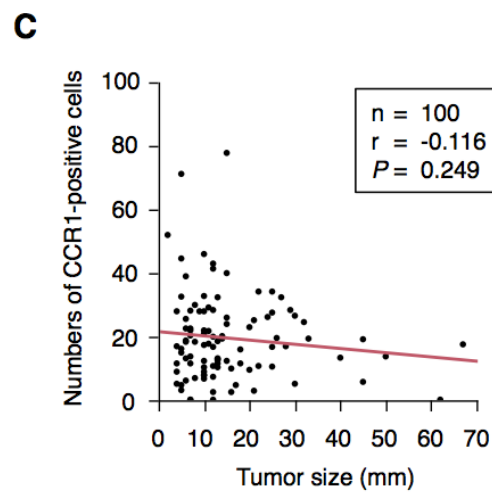 C
Numbers of CCR1-positive cells
100
80
60
40
20
0
n = 100
r = -0.116
P = 0.249
0 10 20 30 40 50 60 70
Tumor size (mm)